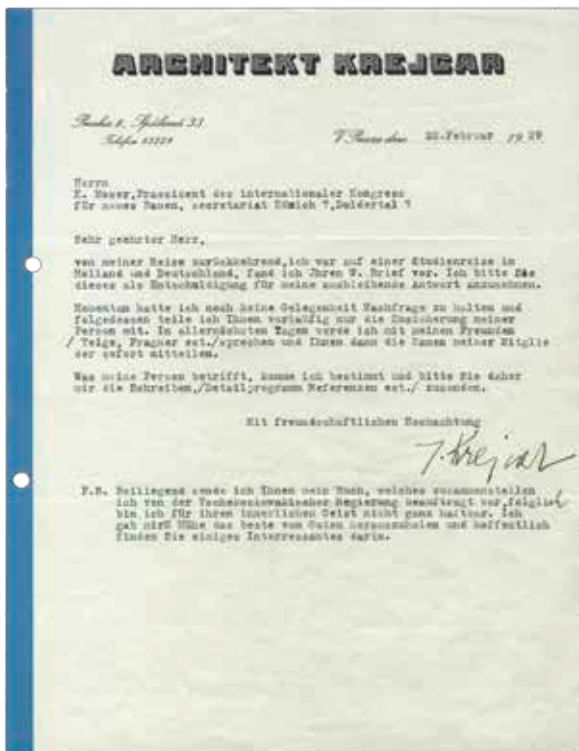 ARCHITEKT KREJCAR
Telefon
V Praze dne 22. Februar 1929
Herrn
K. Moser, Praesident des internationaler Kongress
für neues Bauen, secretariat Zürich 7, Doldertal 7
Sehr geehrter Herr,
von meiner Reise zurückkehrend, ich war auf einer Studienreise in
Holland und Deutschland, fand ich Jhren W. Brief vor. Ich bitte Sie
dieses als Entschuldigung für meine ausbleibende Antwort anzunehmen.
Momentan hatte ich noch keine Gelegenheit Nachfrage zu halten und
folgedessen teile ich Ihnen vorläufig nur die Zusicherung meiner
Person mit. In allernächsten Tagen werde ich mit meinen Freunden
/ Teige, Fragner ect./sprechen und Ihnen dann die Namen meiner Mitglie
der sofort mitteilen.
Was meine Person betrifft, komme ich bestimmt und bitte Sie daher
mir die Schreiben,/Detailprogramm Referenzen ect./ zusenden.
Mit freundschaftlichen Hochachtung
J. Krejcar
P.S. Beiliegend sende ich Ihnen mein Buch, welches zusammenstellen
ich von der Tschechoslovakischer Regierung beauftragt war, folglich
bin ich für ihren innerlichen Geist nicht ganz haftbar. Ich
gab mir Mühe das beste vom Guten herauszuholen und hoffentlich
finden Sie einiges Interressantes darin.